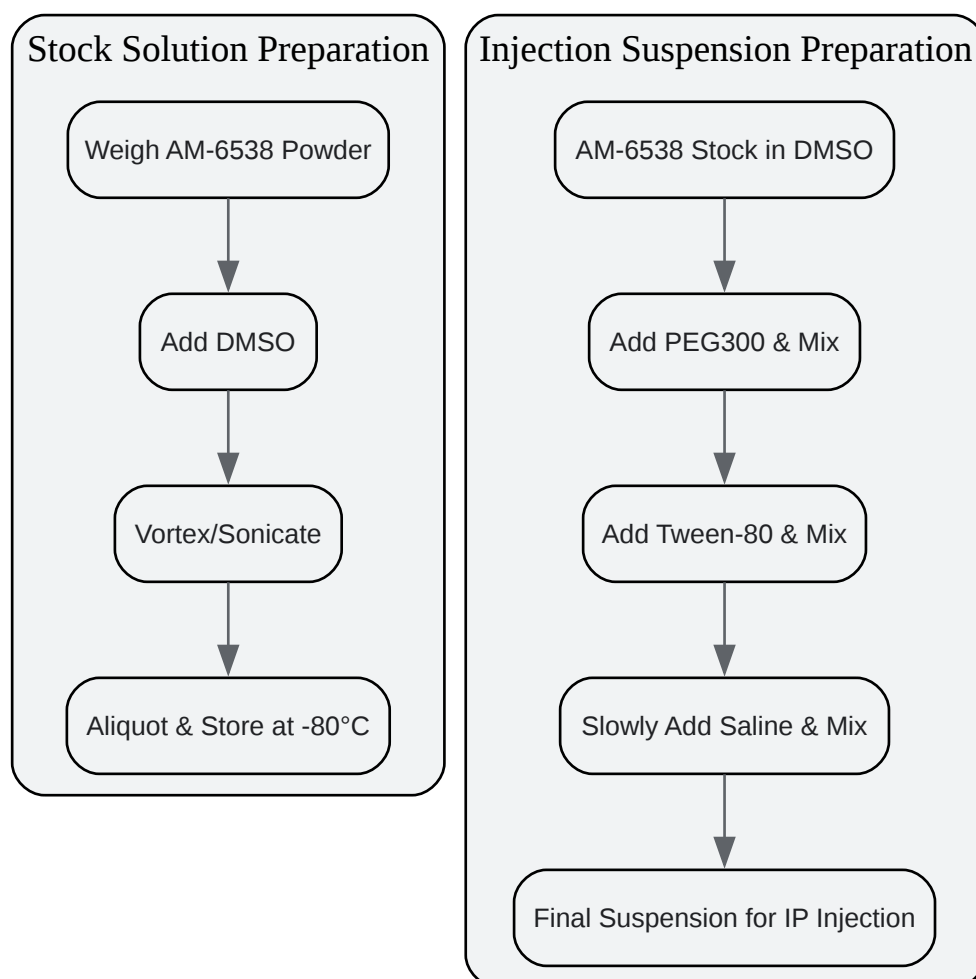 Stock Solution Preparation
Weigh AM-6538 Powder
Add DMSO
Vortex/Sonicate
Aliquot & Store at -80°C
Injection Suspension Preparation
AM-6538 Stock in DMSO
Add PEG300 & Mix
Add Tween-80 & Mix
Slowly Add Saline & Mix
Final Suspension for IP Injection